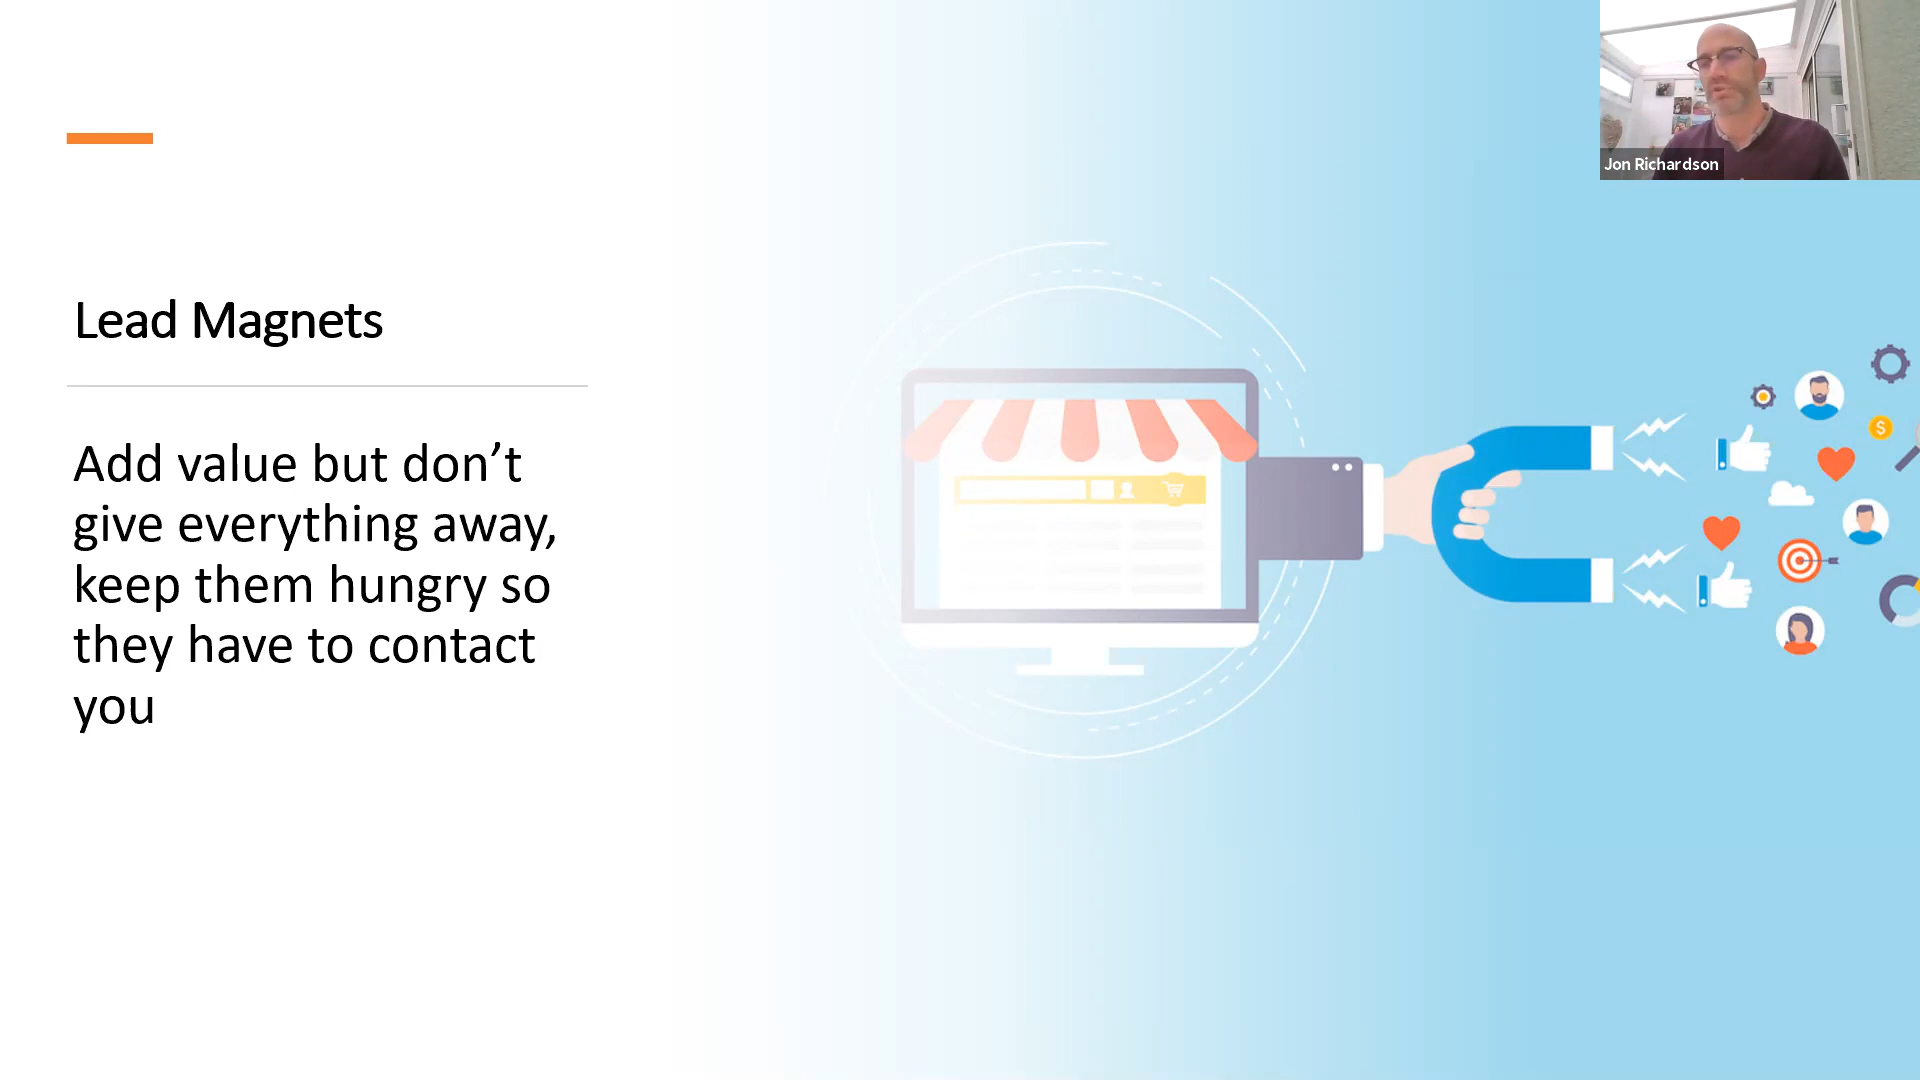 Jon Richardson
Lead Magnets
Add value but don’t
give everything away,
keep them hungry so
they have to contact
you
$